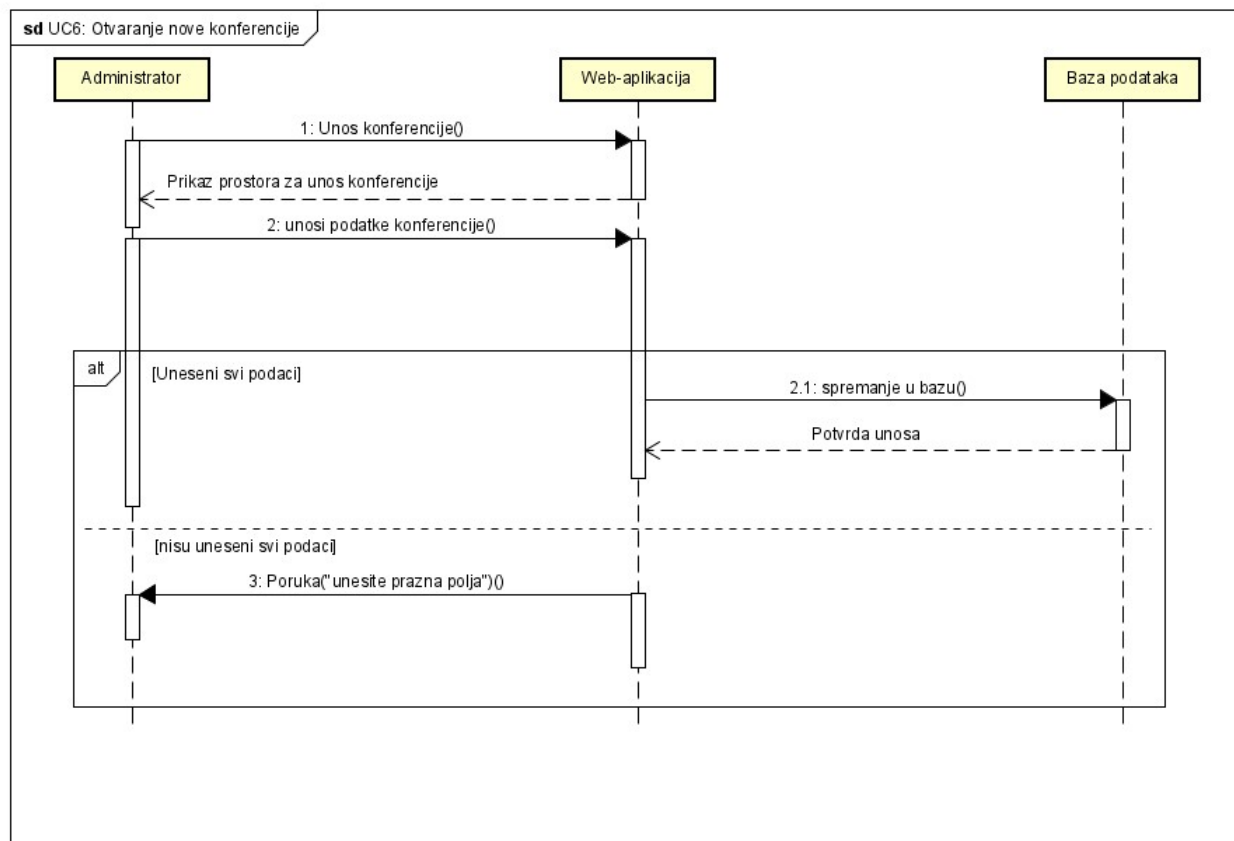 sd UC6: Otvaranje nove konferencije
Administrator
Web-aplikacija
Baza podataka
1: Unos konferencije()
Prikaz prostora za unos konferencije
2: unosi podatke konferencije()
alt
[Uneseni svi podaci]
2.1: spremanje u bazu()
Potvrda unosa
[nisu uneseni svi podaci]
3: Poruka("unesite prazna polja")()